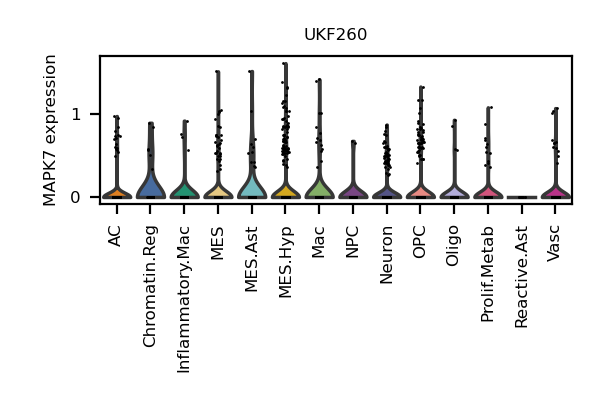 UKF260
MAPK7 expression
1
0
AC
Chromatin.Reg
Inflammatory.Mac
MES
MES.Ast
MES.Hyp
Mac
NPC
Neuron
OPC
Oligo
Prolif.Metab
Reactive.Ast
Vasc